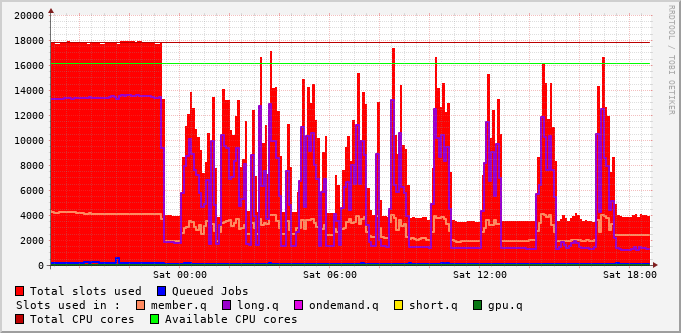 RRDTOOL / TOBI OETIKER
20000
18000
16000
14000
12000
10000
8000
6000
4000
2000
0
Sat 00:00 Sat 06:00 Sat 12:00 Sat 18:00
Total slots used Queued Jobs
Slots used in : member.q long.q ondemand.q short.q gpu.q
Total CPU cores Available CPU cores